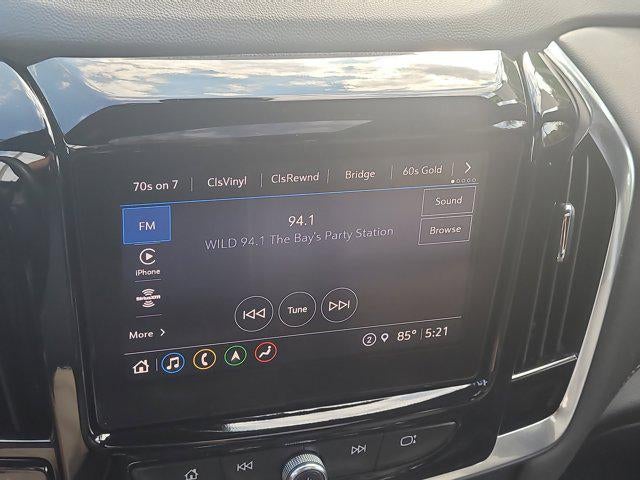 70s on 7 ClsVinyl ClsRewnd Bridge 60s Gold
FM
94.1
WILD 94.1 The Bay's Party Station
Sound
Browse
iPhone
SiriusXM
Tune
More
2 85° 5:21